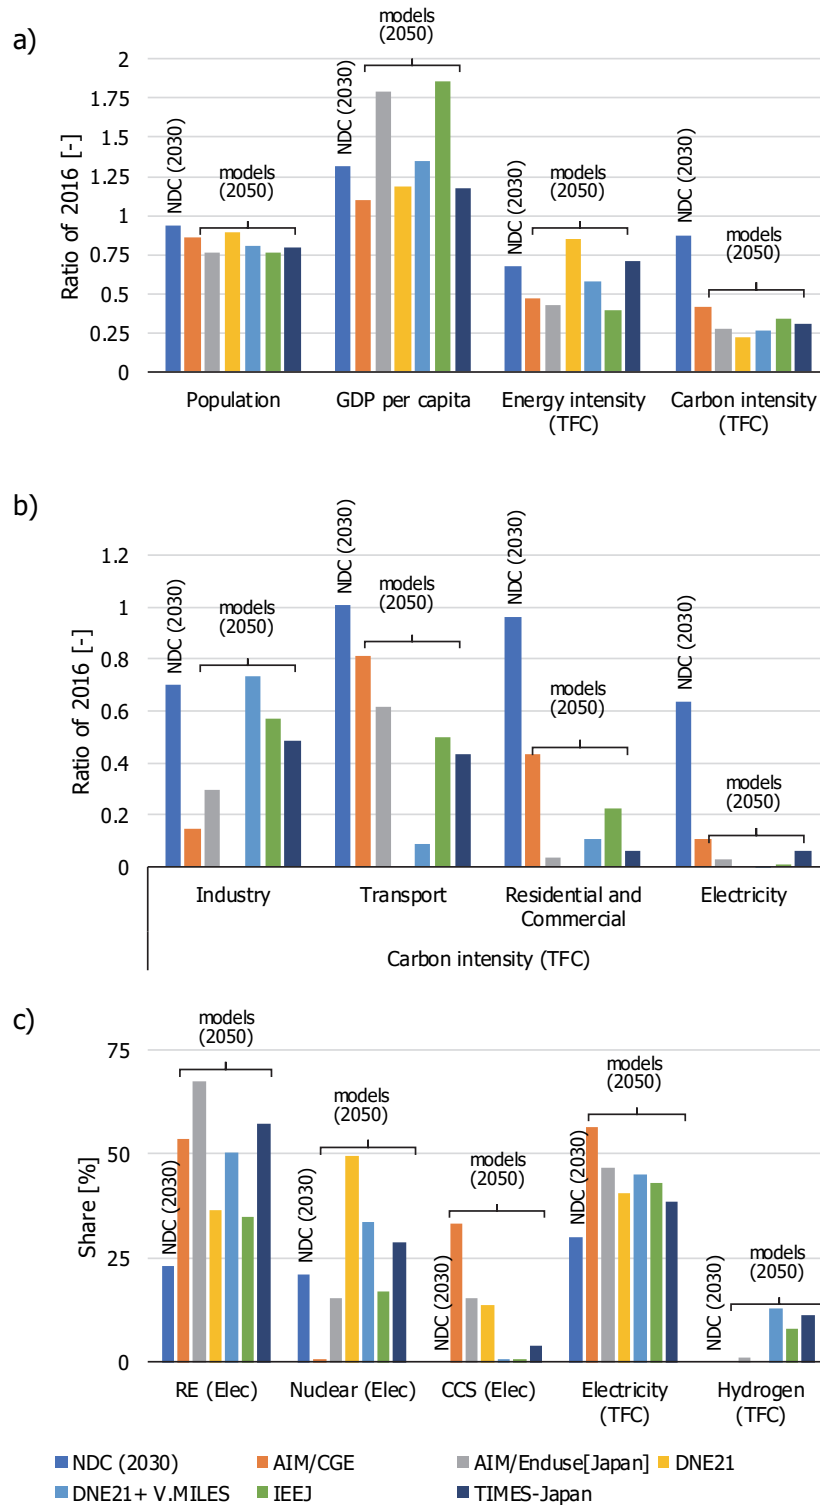 a)
models
(2050)
2
1.75
1.5
1.25
1
0.75
0.5
0.25
0
Ratio of 2016 [-]
NDC (2030)
models
(2050)
NDC (2030)
NDC (2030)
models
(2050)
NDC (2030)
models
(2050)
Population
GDP per capita
Energy intensity
(TFC)
Carbon intensity
(TFC)
b)
1.2
1
0.8
0.6
0.4
0.2
0
Ratio of 2016 [-]
NDC (2030)
models
(2050)
NDC (2030)
models
(2050)
NDC (2030)
models
(2050)
NDC (2030)
models
(2050)
Industry
Transport
Residential and
Commercial
Electricity
Carbon intensity (TFC)
c)
models
(2050)
75
50
25
0
Share [%]
NDC (2030)
NDC (2030)
models
(2050)
NDC (2030)
models
(2050)
NDC (2030)
models
(2050)
NDC (2030)
models
(2050)
RE (Elec)
Nuclear (Elec)
CCS (Elec)
Electricity
(TFC)
Hydrogen
(TFC)
NDC (2030)
AIM/CGE
AIM/Enduse[Japan]
DNE21
DNE21+ V.MILES
IEEJ
TIMES-Japan